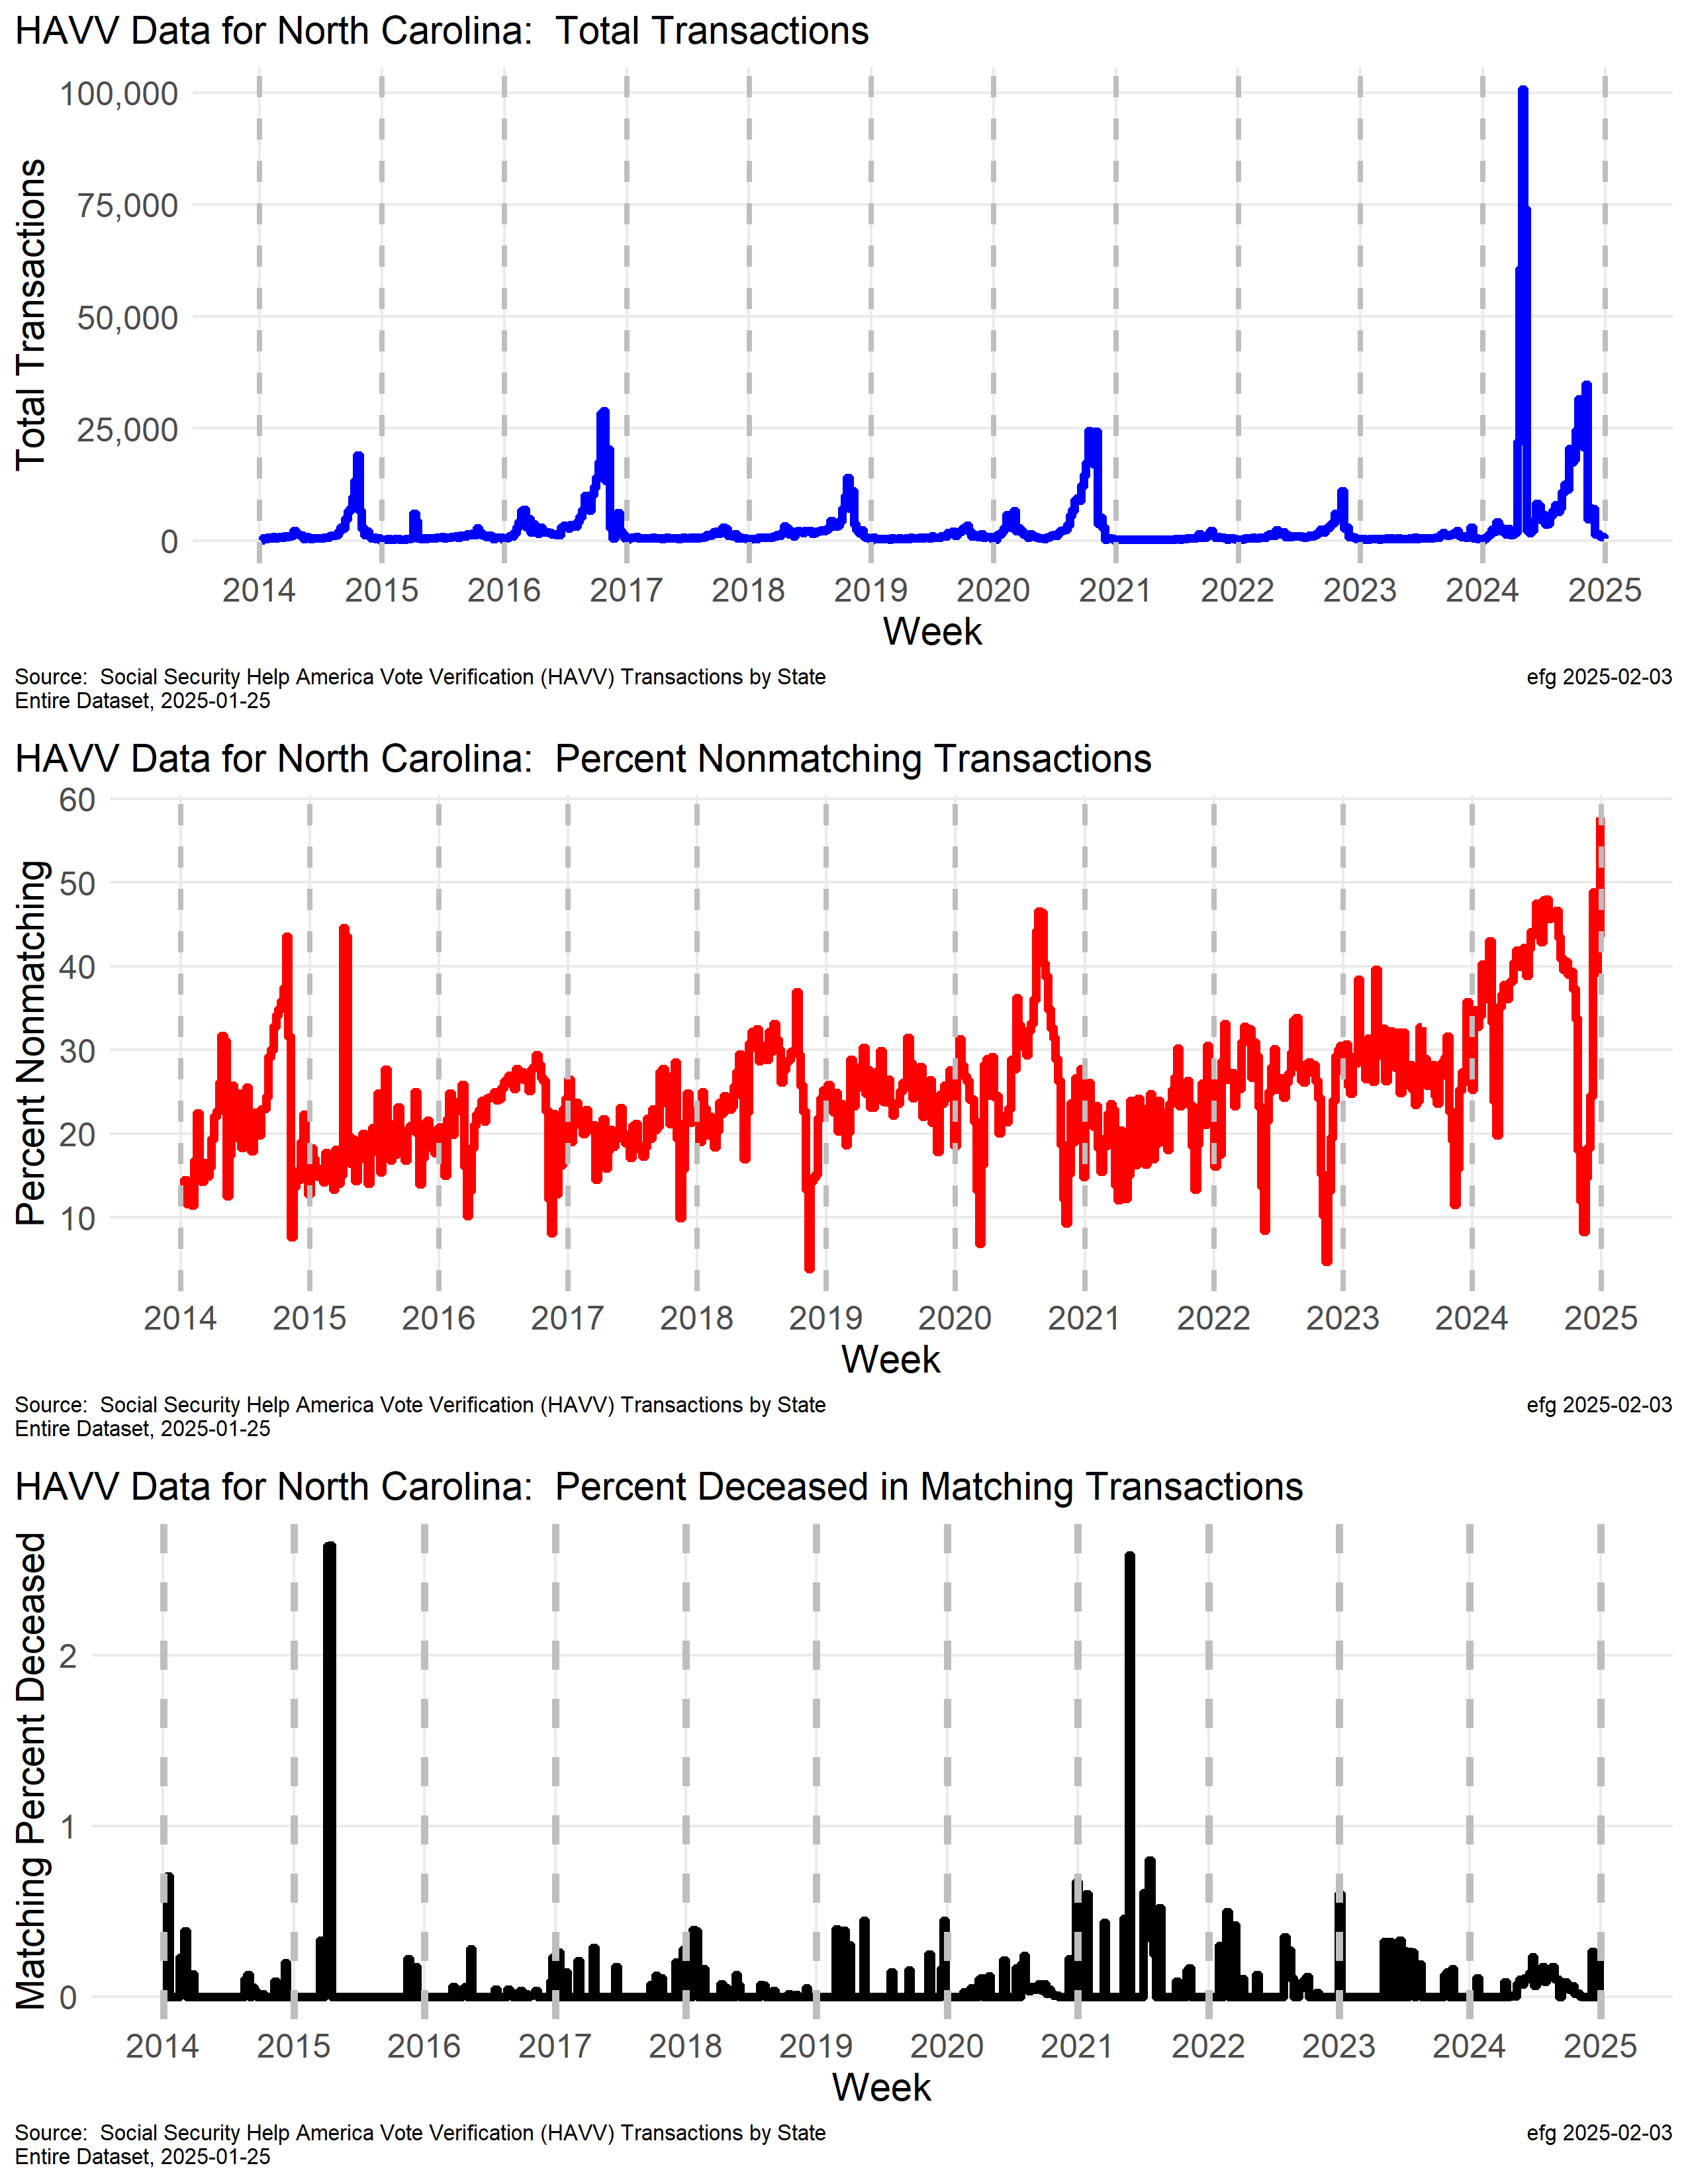 HAVV Data for North Carolina:  Total Transactions
Total Transactions
100,000
75,000
50,000
25,000
0
2014 2015 2016 2017 2018 2019 2020 2021 2022 2023 2024 2025
Week
Source:  Social Security Help America Vote Verification (HAVV) Transactions by State
Entire Dataset, 2025-01-25
efg 2025-02-03
HAVV Data for North Carolina:  Percent Nonmatching Transactions
Percent Nonmatching
60
50
40
30
20
10
2014 2015 2016 2017 2018 2019 2020 2021 2022 2023 2024 2025
Week
Source:  Social Security Help America Vote Verification (HAVV) Transactions by State
Entire Dataset, 2025-01-25
efg 2025-02-03
HAVV Data for North Carolina:  Percent Deceased in Matching Transactions
Matching Percent Deceased
2
1
0
2014 2015 2016 2017 2018 2019 2020 2021 2022 2023 2024 2025
Week
Source:  Social Security Help America Vote Verification (HAVV) Transactions by State
Entire Dataset, 2025-01-25
efg 2025-02-03